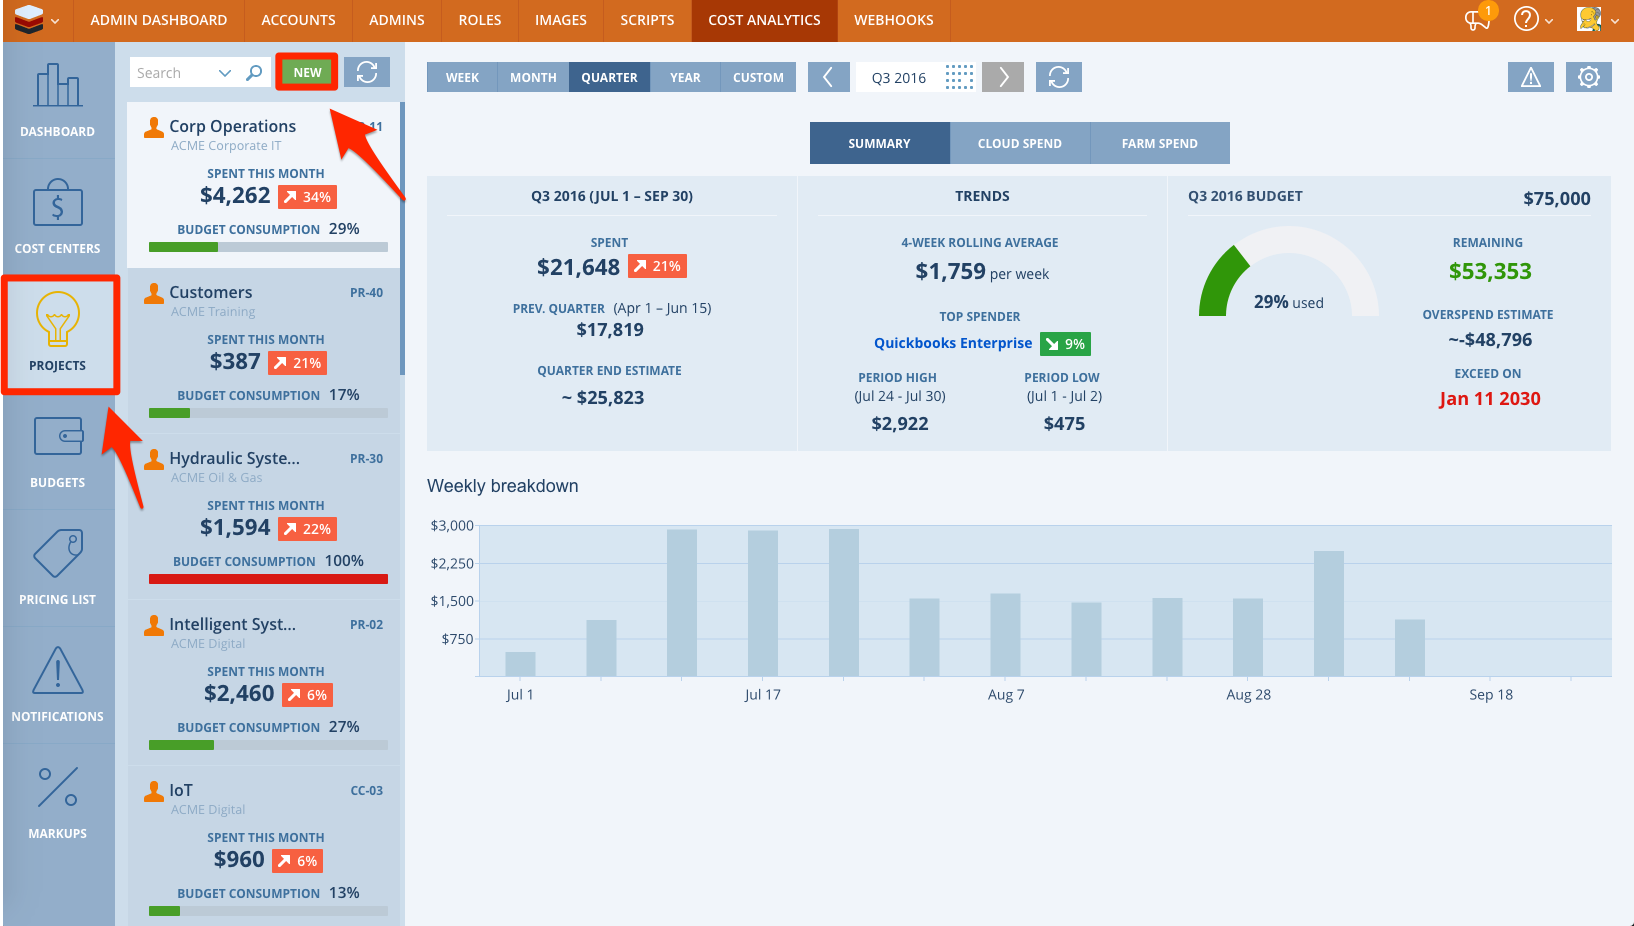 ADMIN DASHBOARD ACCOUNTS ADMINS ROLES IMAGES SCRIPTS COST ANALYTICS WEBHOOKS 1 ?
DASHBOARD
COST CENTERS
PROJECTS
BUDGETS
PRICING LIST
NOTIFICATIONS
MARKUPS
Search NEW
Corp Operations
-11
ACME Corporate IT
SPENT THIS MONTH
$4,262 34%
BUDGET CONSUMPTION 29%
Customers PR-40
ACME Training
SPENT THIS MONTH
$387 21%
BUDGET CONSUMPTION 17%
Hydraulic Syste... PR-30
ACME Oil & Gas
SPENT THIS MONTH
$1,594 22%
BUDGET CONSUMPTION 100%
Intelligent Syst... PR-02
ACME Digital
SPENT THIS MONTH
$2,460 6%
BUDGET CONSUMPTION 27%
IoT CC-03
ACME Digital
SPENT THIS MONTH
$960 6%
BUDGET CONSUMPTION 13%
WEEK MONTH QUARTER YEAR CUSTOM Q3 2016
SUMMARY CLOUD SPEND FARM SPEND
Q3 2016 (JUL 1 – SEP 30)
SPENT
$21,648 21%
PREV. QUARTER (Apr 1 – Jun 15)
$17,819
QUARTER END ESTIMATE
~ $25,823
TRENDS
4-WEEK ROLLING AVERAGE
$1,759 per week
TOP SPENDER
Quickbooks Enterprise 9%
PERIOD HIGH PERIOD LOW
(Jul 24 - Jul 30) (Jul 1 - Jul 2)
$2,922 $475
Q3 2016 BUDGET $75,000
29% used
REMAINING
$53,353
OVERSPEND ESTIMATE
~-$48,796
EXCEED ON
Jan 11 2030
Weekly breakdown
$3,000
$2,250
$1,500
$750
Jul 1 Jul 17 Aug 7 Aug 28 Sep 18